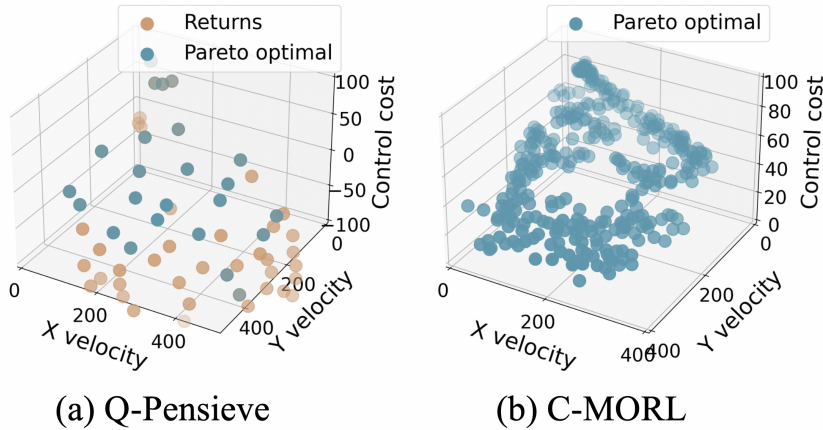 Returns
Pareto optimal
100
50
0
−50
−100
Control cost
0
200
400
Y velocity
0
200
400
X velocity
(a) Q-Pensieve
Pareto optimal
100
80
60
40
20
0
Control cost
0
200
400
Y velocity
0
200
400
X velocity
(b) C-MORL